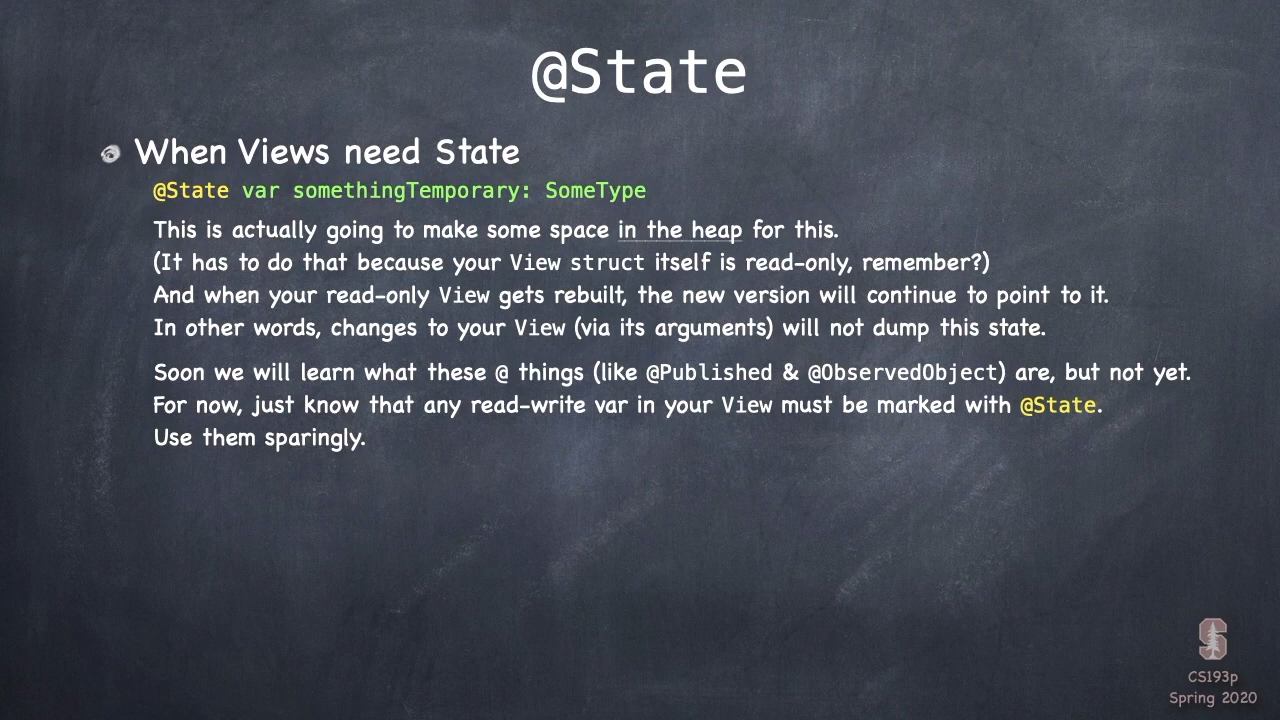 @State
When Views need State
@State var somethingTemporary: SomeType
This is actually going to make some space in the heap for this.
(It has to do that because your View struct itself is read-only, remember?)
And when your read-only View gets rebuilt, the new version will continue to point to it.
In other words, changes to your View (via its arguments) will not dump this state.
Soon we will learn what these @ things (like @Published & @ObservedObject) are, but not yet.
For now, just know that any read-write var in your View must be marked with @State.
Use them sparingly.
S
CS193p
Spring 2020